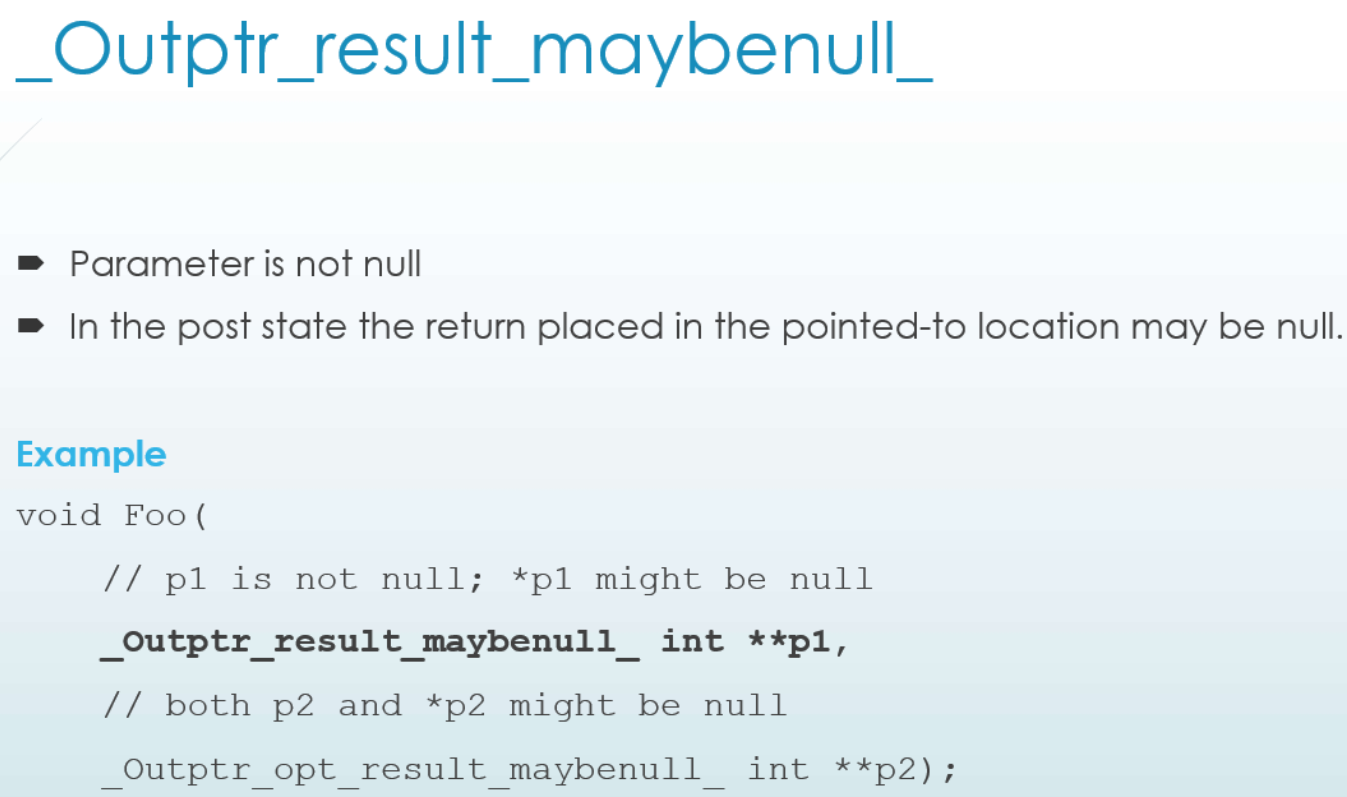 _Outptr_result_maybenull_
Parameter is not null
In the post state the return placed in the pointed-to location may be null.
Example
void Foo(
// p1 is not null; *p1 might be null
_Outptr_result_maybenull_ int **p1,
// both p2 and *p2 might be null
_Outptr_opt_result_maybenull_ int **p2);